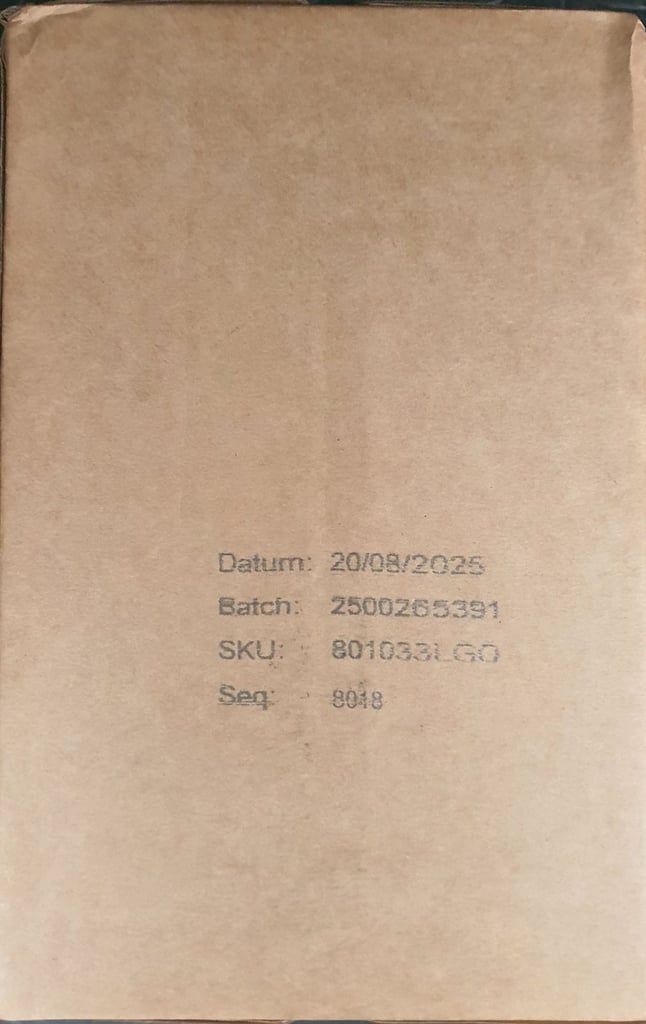 Datum: 20/08/2025
Batch: 2500265391
SKU: 801033LGO
Seq: 8018